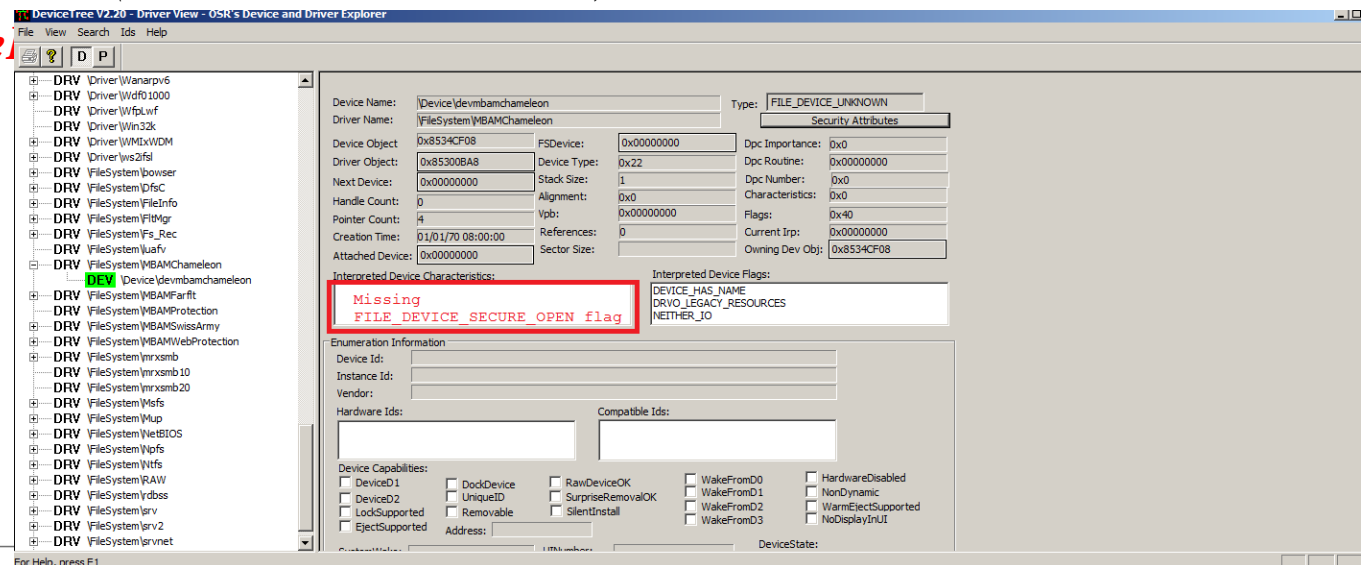 DeviceTree V2.20 - Driver View - OSR's Device and Driver Explorer
File View Search Ids Help
D P
DRV \Driver\Wanarpv6
DRV \Driver\Wdf01000
DRV \Driver\WfpLwf
DRV \Driver\Win32k
DRV \Driver\WMIxWDM
DRV \Driver\ws2ifsl
DRV \FileSystem\bowser
DRV \FileSystem\DfsC
DRV \FileSystem\FileInfo
DRV \FileSystem\FltMgr
DRV \FileSystem\Fs_Rec
DRV \FileSystem\luafv
DRV \FileSystem\MBAMChameleon
DEV \Device\devmbamchameleon
DRV \FileSystem\MBAMFarflt
DRV \FileSystem\MBAMProtection
DRV \FileSystem\MBAMSwissArmy
DRV \FileSystem\MBAMWebProtection
DRV \FileSystem\mrxsmb
DRV \FileSystem\mrxsmb10
DRV \FileSystem\mrxsmb20
DRV \FileSystem\Msfs
DRV \FileSystem\Mup
DRV \FileSystem\NetBIOS
DRV \FileSystem\Npfs
DRV \FileSystem\Ntfs
DRV \FileSystem\RAW
DRV \FileSystem\rdbss
DRV \FileSystem\srv
DRV \FileSystem\srv2
DRV \FileSystem\srvnet
Device Name: \Device\devmbamchameleon Type: FILE_DEVICE_UNKNOWN
Driver Name: \FileSystem\MBAMChameleon Security Attributes
Device Object 0x8534CF08 FSDevice: 0x00000000 Dpc Importance: 0x0
Driver Object: 0x85300BA8 Device Type: 0x22 Dpc Routine: 0x00000000
Next Device: 0x00000000 Stack Size: 1 Dpc Number: 0x0
Handle Count: 0 Alignment: 0x0 Characteristics: 0x0
Pointer Count: 4 Vpb: 0x00000000 Flags: 0x40
Creation Time: 01/01/70 08:00:00 References: 0 Current Irp: 0x00000000
Attached Device: 0x00000000 Sector Size: Owning Dev Obj: 0x8534CF08
Interpreted Device Characteristics: Interpreted Device Flags:
Missing
FILE_DEVICE_SECURE_OPEN flag
DEVICE_HAS_NAME
DRVO_LEGACY_RESOURCES
NEITHER_IO
Enumeration Information
Device Id:
Instance Id:
Vendor:
Hardware Ids: Compatible Ids:
Device Capabilities:
DeviceD1 DockDevice RawDeviceOK WakeFromD0 HardwareDisabled
DeviceD2 UniqueID SurpriseRemovalOK WakeFromD1 NonDynamic
LockSupported Removable SilentInstall WakeFromD2 WarmEjectSupported
EjectSupported Address: WakeFromD3 NoDisplayInUI
DeviceState:
For Help, press F1